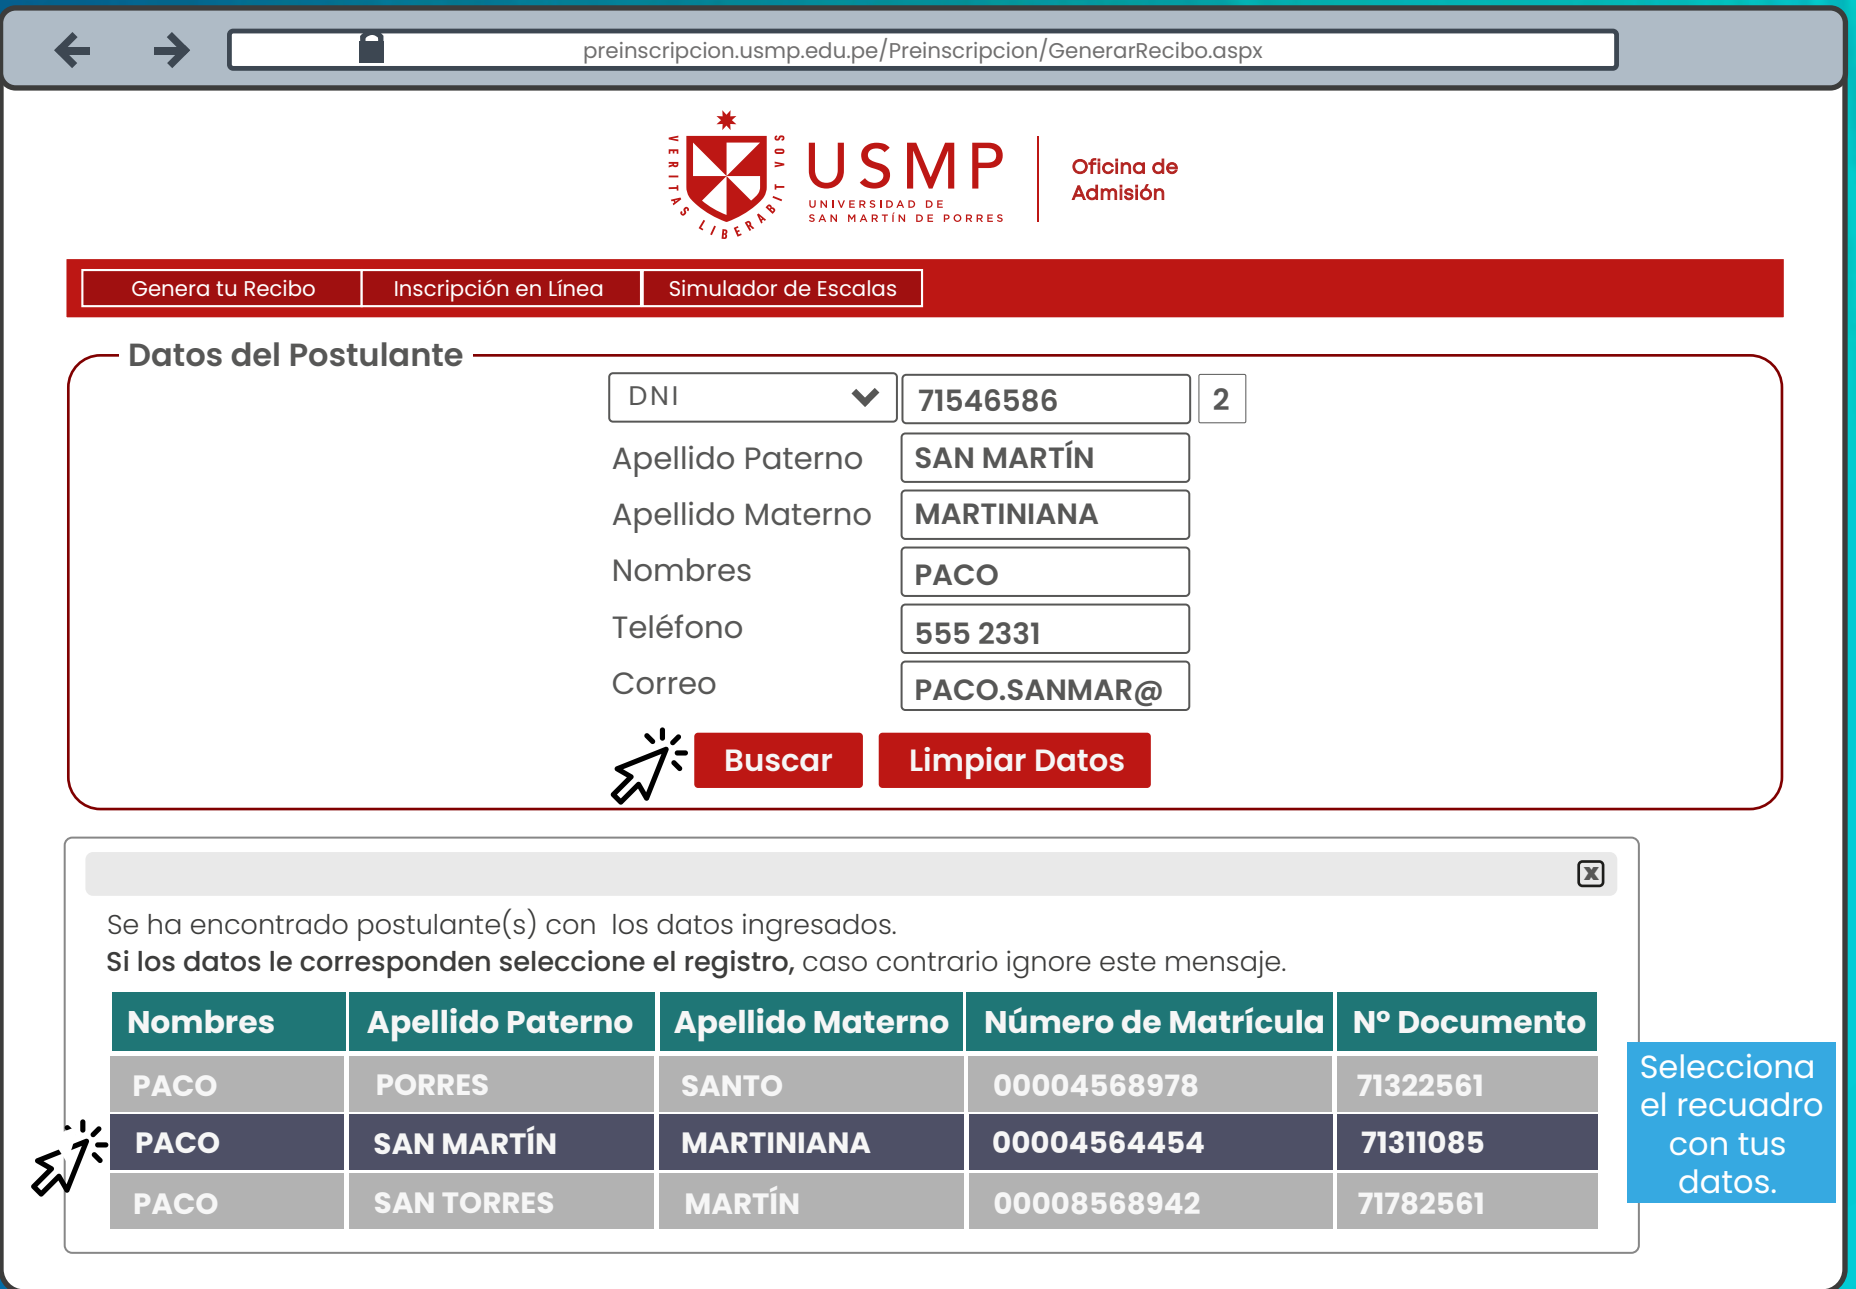 preinscripcion.usmp.edu.pe/Preinscripcion/GenerarRecibo.aspx
VERITAS LIBERABIT VOS
USMP
UNIVERSIDAD DE
SAN MARTÍN DE PORRES
Oficina de
Admisión
Genera tu Recibo Inscripción en Línea Simulador de Escalas
Datos del Postulante
DNI 71546586 2
Apellido Paterno SAN MARTÍN
Apellido Materno MARTINIANA
Nombres PACO
Teléfono 555 2331
Correo PACO.SANMAR@
Buscar Limpiar Datos
x
Se ha encontrado postulante(s) con los datos ingresados.
Si los datos le corresponden seleccione el registro, caso contrario ignore este mensaje.
Nombres Apellido Paterno Apellido Materno Número de Matrícula Nº Documento
PACO PORRES SANTO 00004568978 71322561
PACO SAN MARTÍN MARTINIANA 00004564454 71311085
PACO SAN TORRES MARTÍN 00008568942 71782561
Selecciona
el recuadro
con tus
datos.